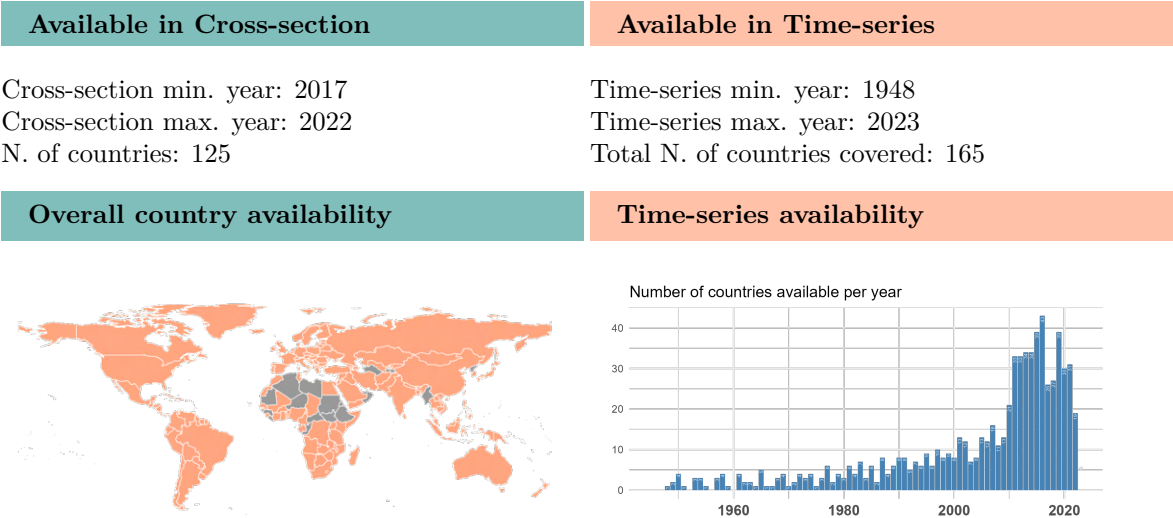 Available in Cross-section
Available in Time-series
Cross-section min. year: 2017
Cross-section max. year: 2022
N. of countries: 125
Time-series min. year: 1948
Time-series max. year: 2023
Total N. of countries covered: 165
Overall country availability
Time-series availability
Number of countries available per year
40
30
20
10
0
1960
1980
2000
2020